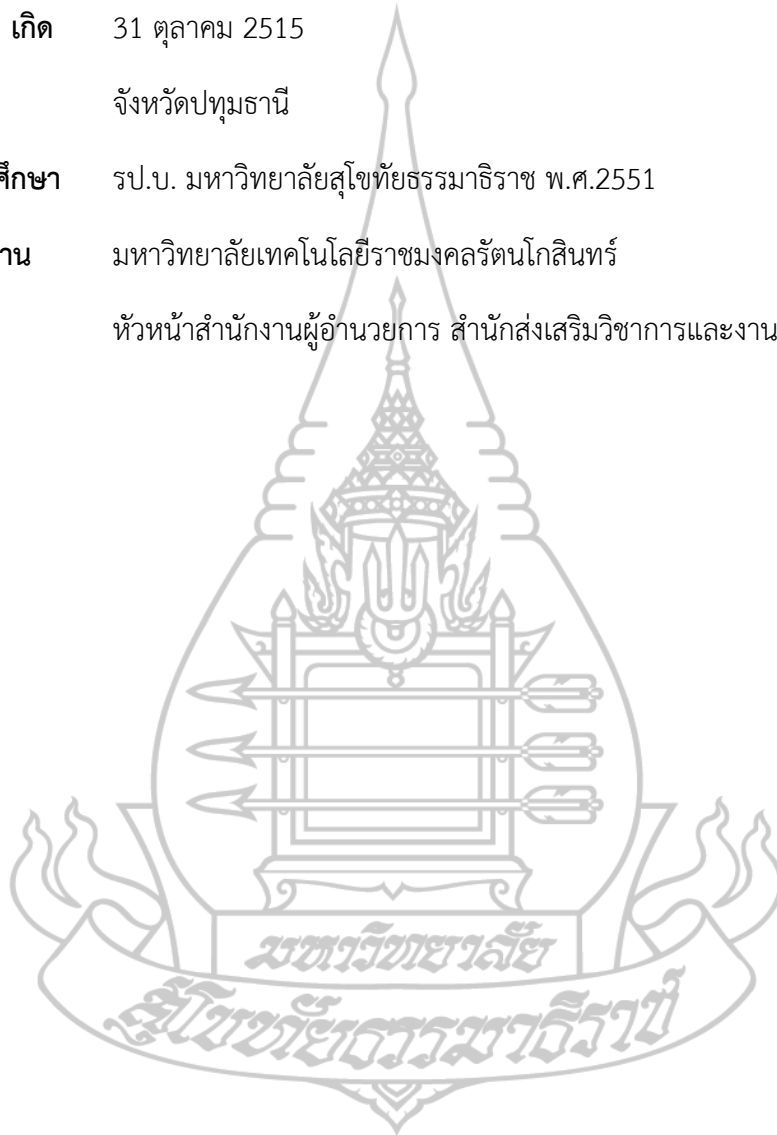 เกิด 31 ตุลาคม 2515
จังหวัดปทุมธานี
ศึกษา รป.บ. มหาวิทยาลัยสุโขทัยธรรมาธิราช พ.ศ.2551
าน มหาวิทยาลัยเทคโนโลยีราชมงคลรัตนโกสินทร์
หัวหน้าสำนักงานผู้อำนวยการ สำนักส่งเสริมวิชาการและงาน
มหาวิทยาลัย
สุโขทัยธรรมาธิราช